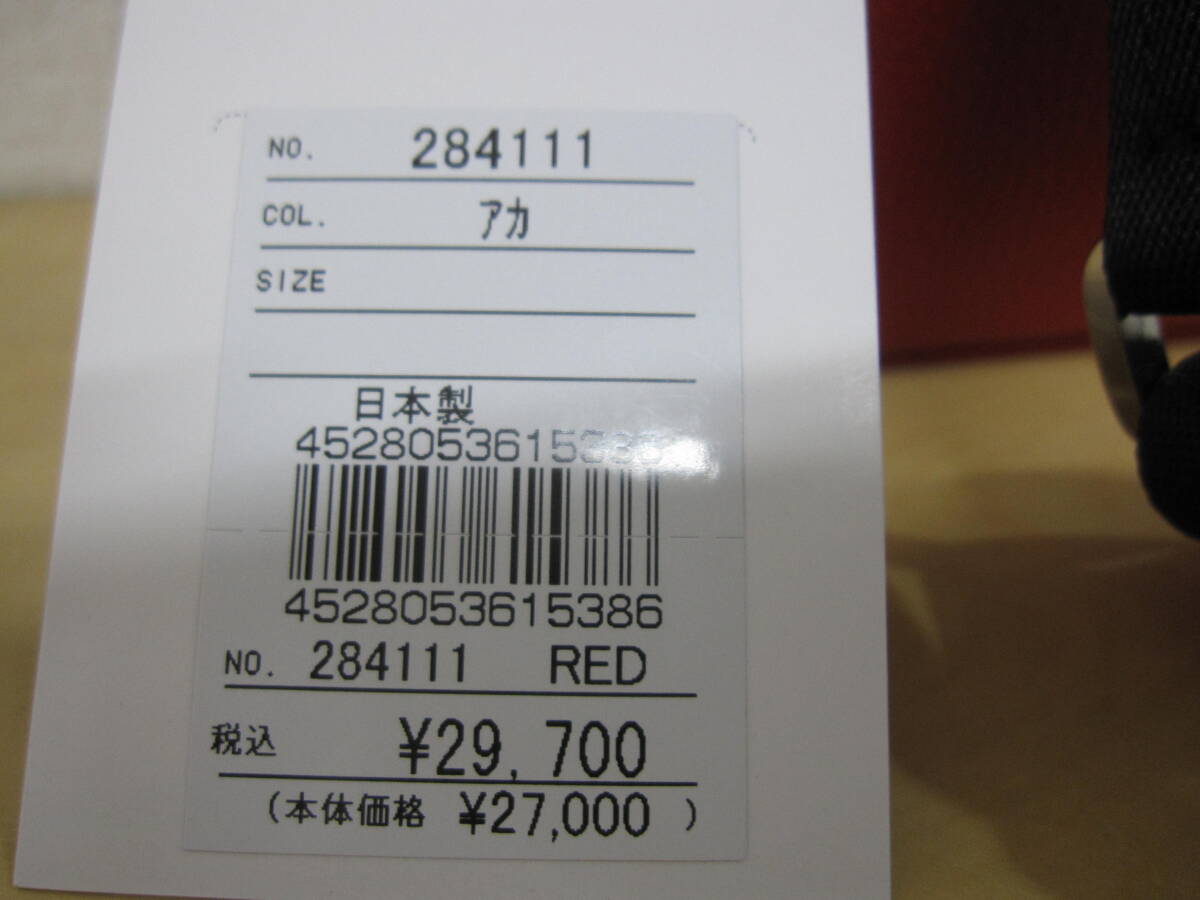 NO. 284111
COL. アカ
SIZE
日本製
4528053615386
4528053615386
NO. 284111 RED
税込 ¥29,700
(本体価格 ¥27,000 )